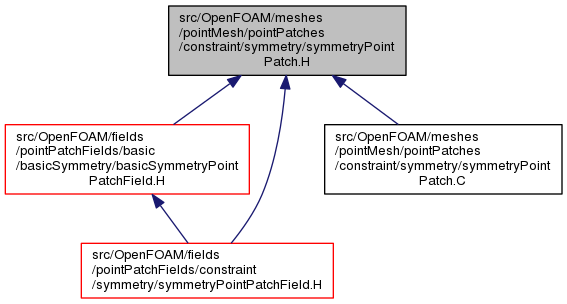 src/OpenFOAM/meshes
/pointMesh/pointPatches
/constraint/symmetry/symmetryPoint
Patch.H
src/OpenFOAM/fields
/pointPatchFields/basic
/basicSymmetry/basicSymmetryPoint
PatchField.H
src/OpenFOAM/meshes
/pointMesh/pointPatches
/constraint/symmetry/symmetryPoint
Patch.C
src/OpenFOAM/fields
/pointPatchFields/constraint
/symmetry/symmetryPointPatchField.H